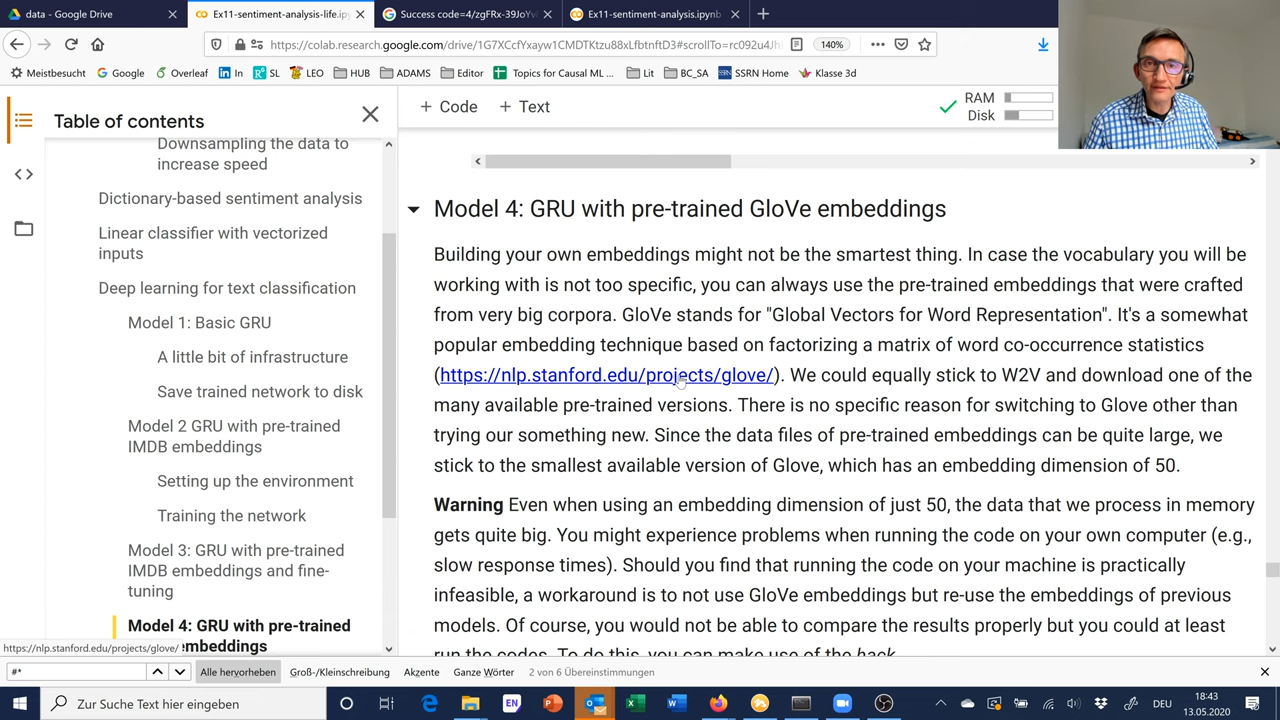 data - Google Drive
Ex11-sentiment-analysis-life.ipy
Success code=4/zgFRx-39JoYv
Ex11-sentiment-analysis.ipynb
https://colab.research.google.com/drive/1G7XCcfYxayw1CMDTKtzu88xLfbtnftD3#scrollTo=rc092u4Jh
140%
Meistbesucht
Google
Overleaf
In
SL
LEO
HUB
ADAMS
Editor
Topics for Causal ML ...
Lit
BC_SA
SSRN Home
Klasse 3d
+ Code
+ Text
RAM
Disk
Table of contents
Downsampling the data to
increase speed
Dictionary-based sentiment analysis
Linear classifier with vectorized
inputs
Deep learning for text classification
Model 1: Basic GRU
A little bit of infrastructure
Save trained network to disk
Model 2 GRU with pre-trained
IMDB embeddings
Setting up the environment
Training the network
Model 3: GRU with pre-trained
IMDB embeddings and fine-
tuning
Model 4: GRU with pre-trained
embeddings
https://nlp.stanford.edu/projects/glove/
Model 4: GRU with pre-trained GloVe embeddings
Building your own embeddings might not be the smartest thing. In case the vocabulary you will be
working with is not too specific, you can always use the pre-trained embeddings that were crafted
from very big corpora. GloVe stands for "Global Vectors for Word Representation". It's a somewhat
popular embedding technique based on factorizing a matrix of word co-occurrence statistics
(https://nlp.stanford.edu/projects/glove/). We could equally stick to W2V and download one of the
many available pre-trained versions. There is no specific reason for switching to Glove other than
trying our something new. Since the data files of pre-trained embeddings can be quite large, we
stick to the smallest available version of Glove, which has an embedding dimension of 50.
Warning Even when using an embedding dimension of just 50, the data that we process in memory
gets quite big. You might experience problems when running the code on your own computer (e.g.,
slow response times). Should you find that running the code on your machine is practically
infeasible, a workaround is to not use GloVe embeddings but re-use the embeddings of previous
models. Of course, you would not be able to compare the results properly but you could at least
run the codes. To do this, you can make use of the hack
#*
Alle hervorheben
Groß-/Kleinschreibung
Akzente
Ganze Wörter
2 von 6 Übereinstimmungen
Zur Suche Text hier eingeben
EN
DEU
18:43
13.05.2020